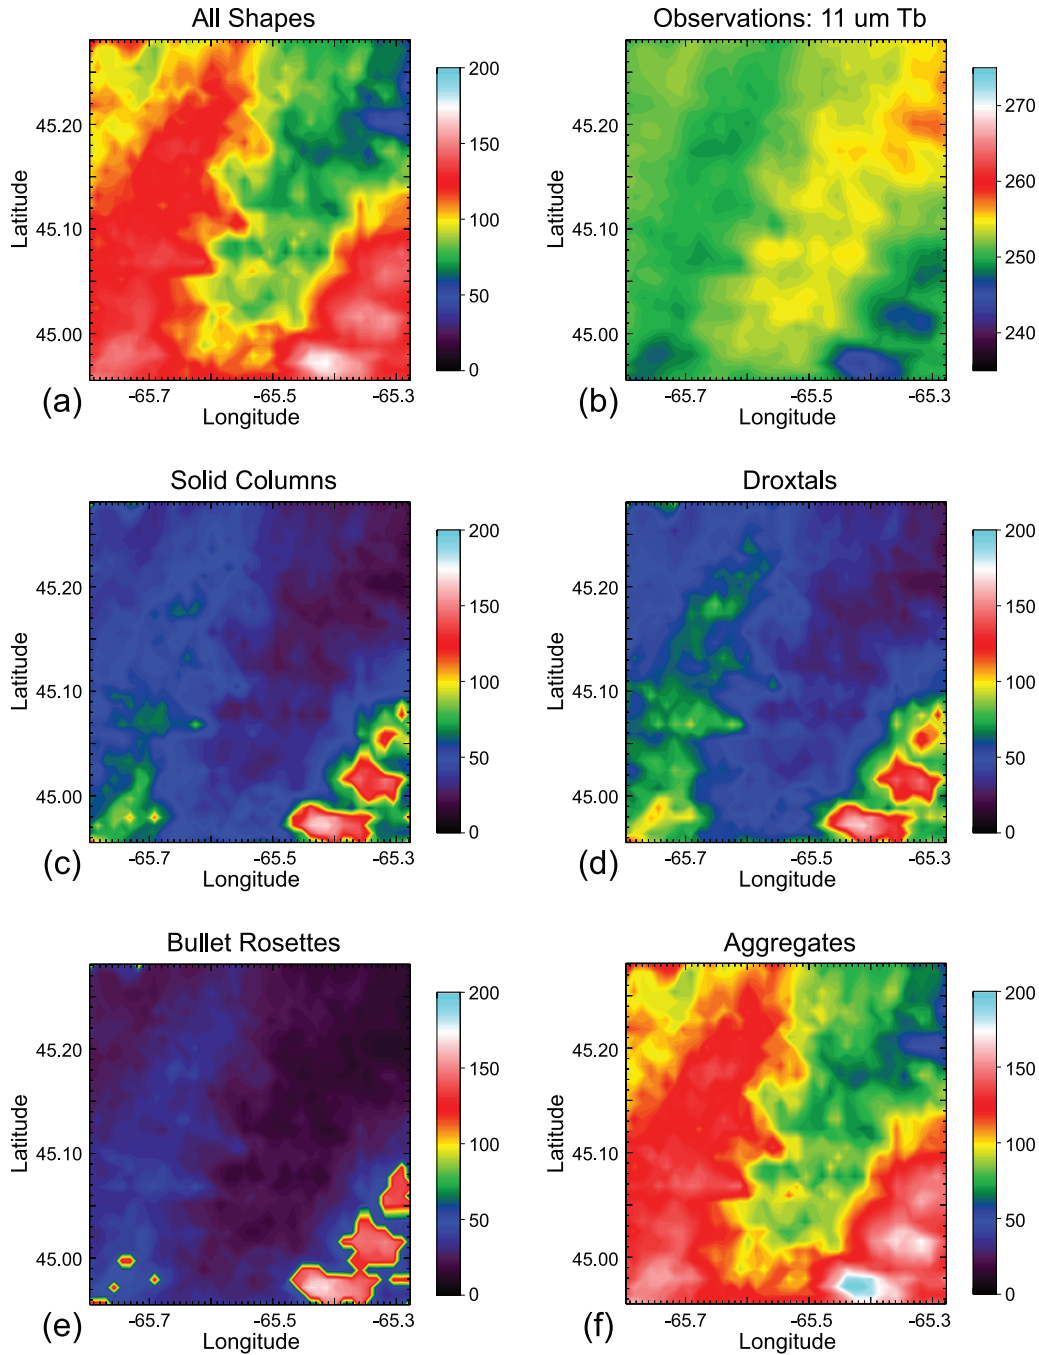 All Shapes
Observations: 11 um Tb
Latitude
45.20
45.10
45.00
200
150
100
50
0
-65.7 -65.5 -65.3
Longitude
(a)
Latitude
45.20
45.10
45.00
270
260
250
240
-65.7 -65.5 -65.3
Longitude
(b)
Solid Columns
Droxtals
Latitude
45.20
45.10
45.00
200
150
100
50
0
-65.7 -65.5 -65.3
Longitude
(c)
Latitude
45.20
45.10
45.00
200
150
100
50
0
-65.7 -65.5 -65.3
Longitude
(d)
Bullet Rosettes
Aggregates
Latitude
45.20
45.10
45.00
200
150
100
50
0
-65.7 -65.5 -65.3
Longitude
(e)
Latitude
45.20
45.10
45.00
200
150
100
50
0
-65.7 -65.5 -65.3
Longitude
(f)